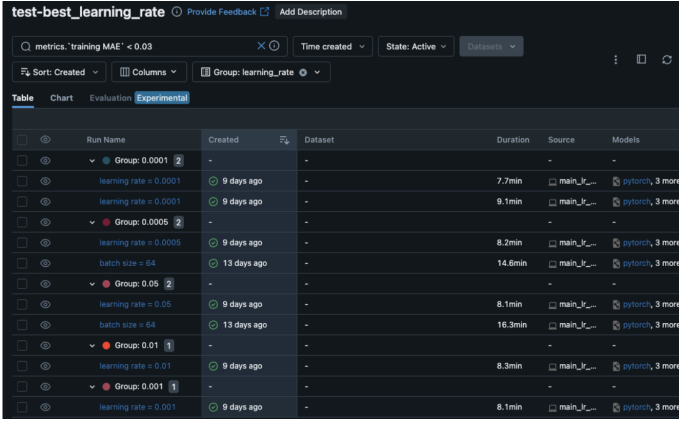 test-best_learning_rate Provide Feedback Add Description
metrics.`training MAE` < 0.03 Time created State: Active Datasets
Sort: Created Columns Group: learning_rate
Table Chart Evaluation Experimental
Run Name Created Dataset Duration Source Models
Group: 0.0001 2 - - - -
learning rate = 0.0001 9 days ago - 7.7min main_lr_... pytorch, 3 more
learning rate = 0.0001 9 days ago - 9.1min main_lr_... pytorch, 3 more
Group: 0.0005 2 - - - -
learning rate = 0.0005 9 days ago - 8.2min main_lr_... pytorch, 3 more
batch size = 64 13 days ago - 14.6min main_lr_... pytorch, 3 more
Group: 0.05 2 - - - -
learning rate = 0.05 9 days ago - 8.1min main_lr_... pytorch, 3 more
batch size = 64 13 days ago - 16.3min main_lr_... pytorch, 3 more
Group: 0.01 1 - - - -
learning rate = 0.01 9 days ago - 8.3min main_lr_... pytorch, 3 more
Group: 0.001 1 - - - -
learning rate = 0.001 9 days ago - 8.1min main_lr_... pytorch, 3 more